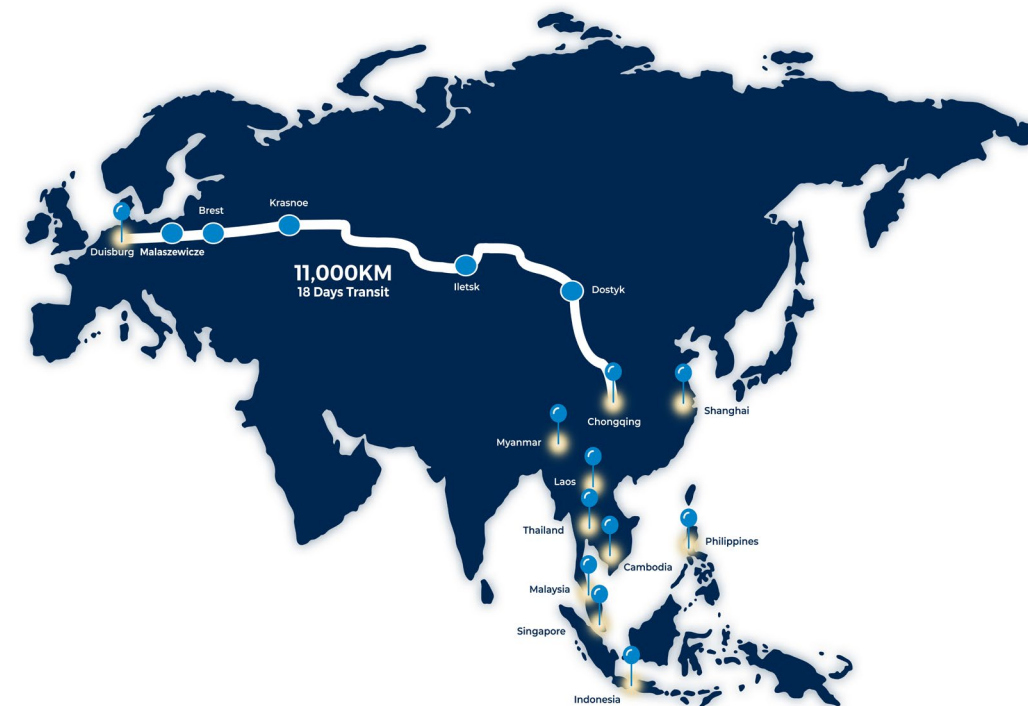 Krasnoe
Brest
Duisburg
Malaszewicze
11,000KM
18 Days Transit
Iletsk
Dostyk
Chongqing
Shanghai
Myanmar
Laos
Thailand
Philippines
Cambodia
Malaysia
Singapore
Indonesia